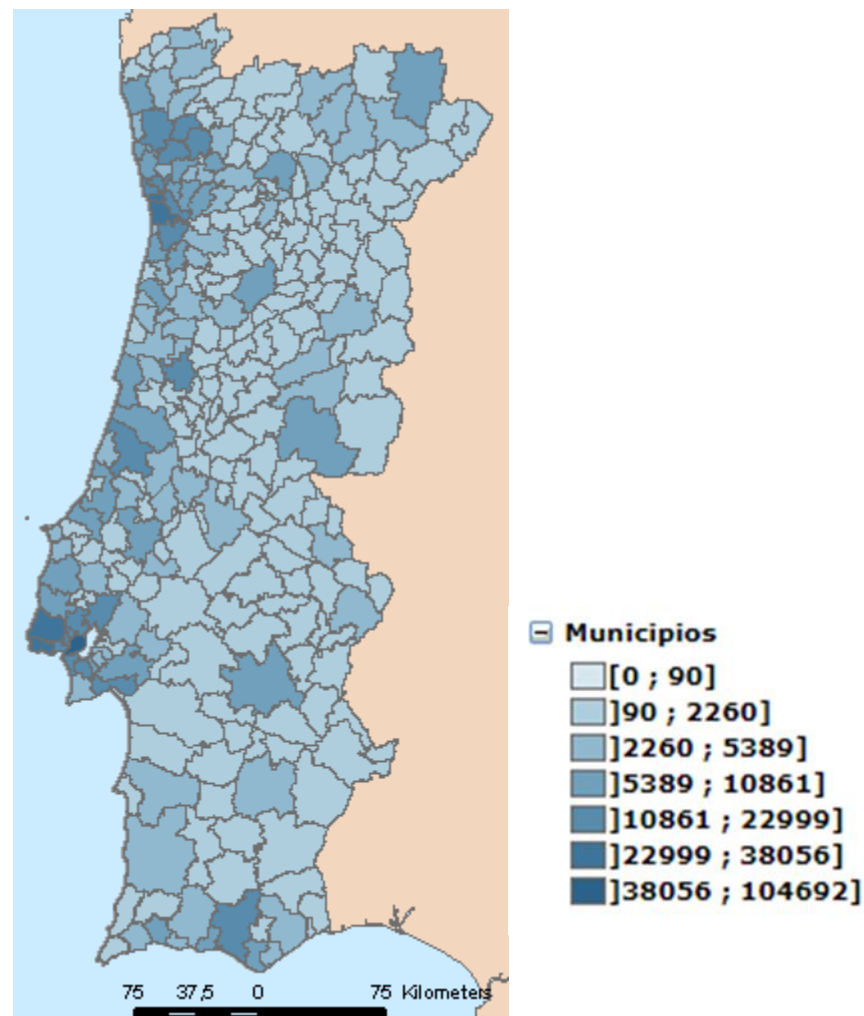 Municipios
[0 ; 90]
]90 ; 2260]
]2260 ; 5389]
]5389 ; 10861]
]10861 ; 22999]
]22999 ; 38056]
]38056 ; 104692]
75 37,5 0 75 Kilometers